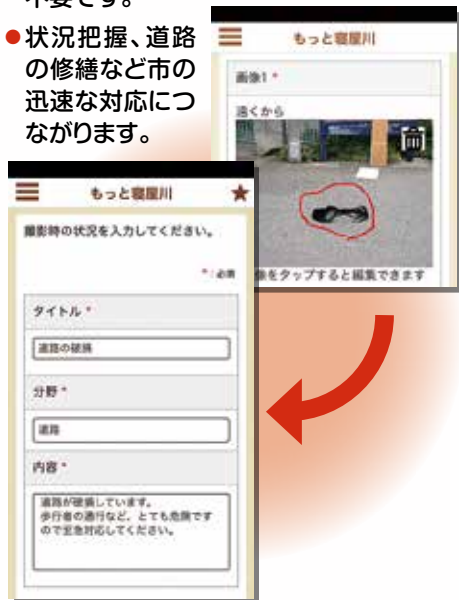 不要です。
●状況把握、道路
の修繕など市の
迅速な対応につ
ながります。
もっと寝屋川
画像1 *
遠くから
像をタップすると編集できます
もっと寝屋川
撮影時の状況を入力してください。
* : 必須
タイトル *
道路の破損
分野 *
道路
内容 *
道路が破損しています。
歩行者の通行など、とても危険です
ので至急対応してください。